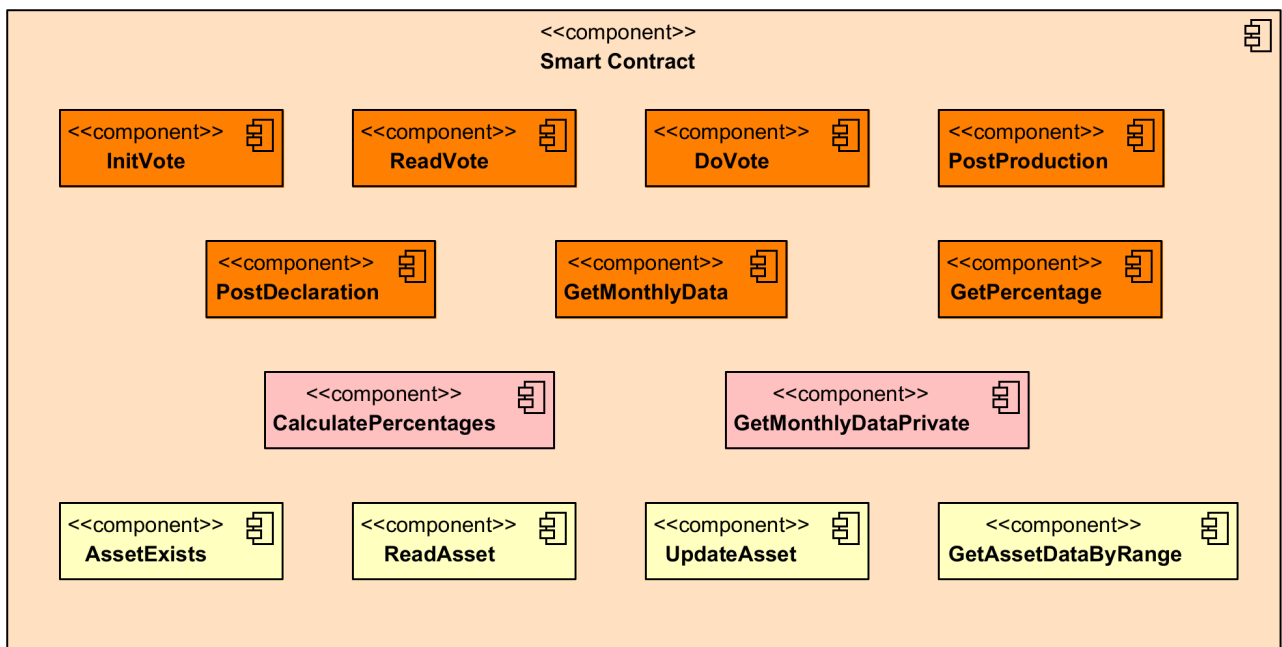 <<component>>
Smart Contract
<<component>>
InitVote
<<component>>
ReadVote
<<component>>
DoVote
<<component>>
PostProduction
<<component>>
PostDeclaration
<<component>>
GetMonthlyData
<<component>>
GetPercentage
<<component>>
CalculatePercentages
<<component>>
GetMonthlyDataPrivate
<<component>>
AssetExists
<<component>>
ReadAsset
<<component>>
UpdateAsset
<<component>>
GetAssetDataByRange